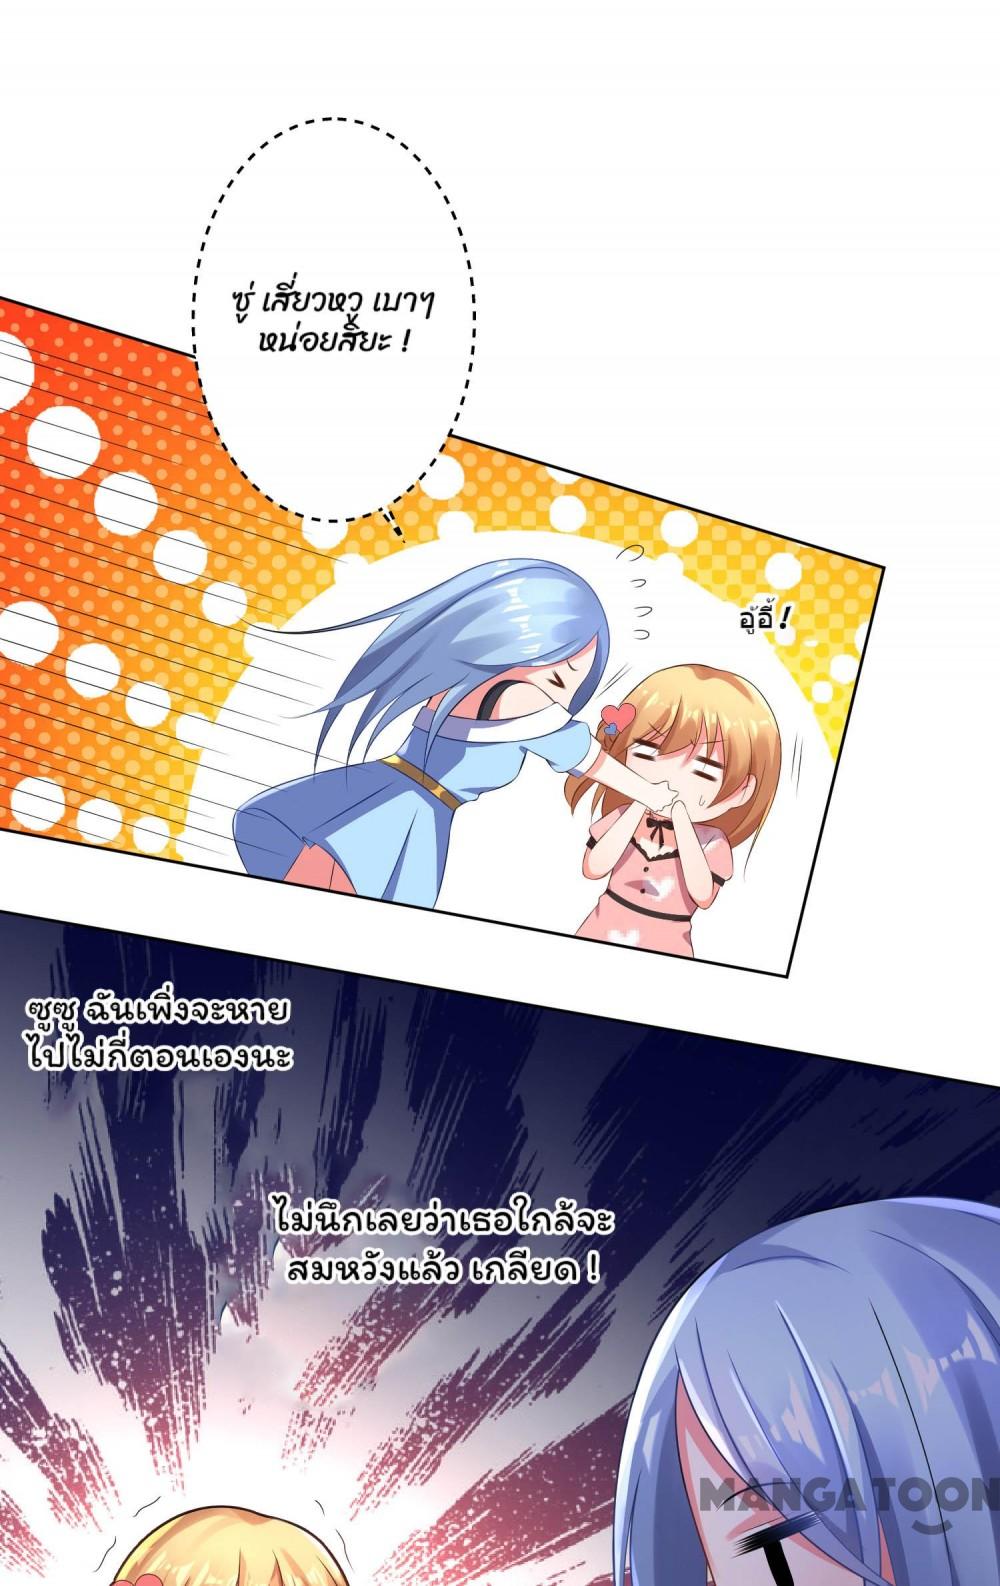 ซู่ เสี่ยวหวู เบาๆ
หน่อยสิยะ !
อู้อี้ !
ซูซู ฉันเพิ่งจะหาย
ไปไม่กี่ตอนเองนะ
ไม่นึกเลยว่าเธอใกล้จะ
สมหวังแล้ว เกลียด !
MANGATOON